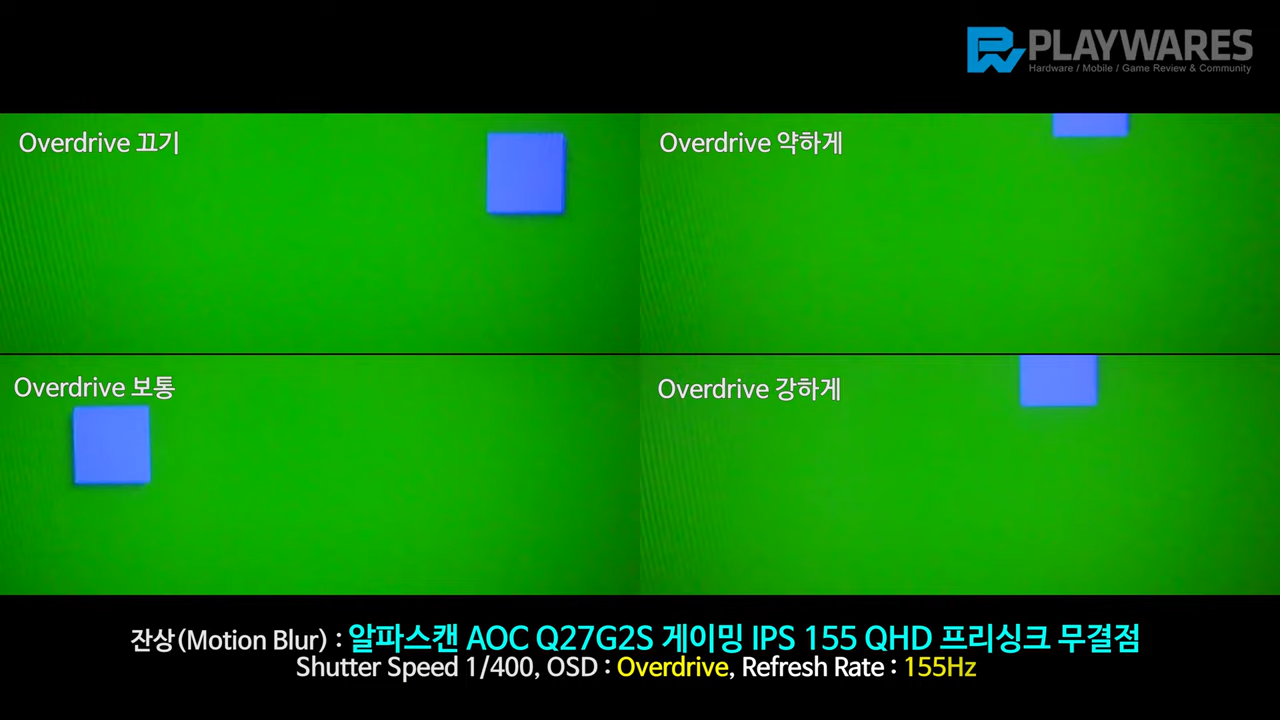 PLAYWARES
Hardware / Mobile / Game Review & Community
Overdrive 끄기
Overdrive 약하게
Overdrive 보통
Overdrive 강하게
잔상(Motion Blur) : 알파스캔 AOC Q27G2S 게이밍 IPS 155 QHD 프리싱크 무결점
Shutter Speed 1/400, OSD : Overdrive, Refresh Rate : 155Hz